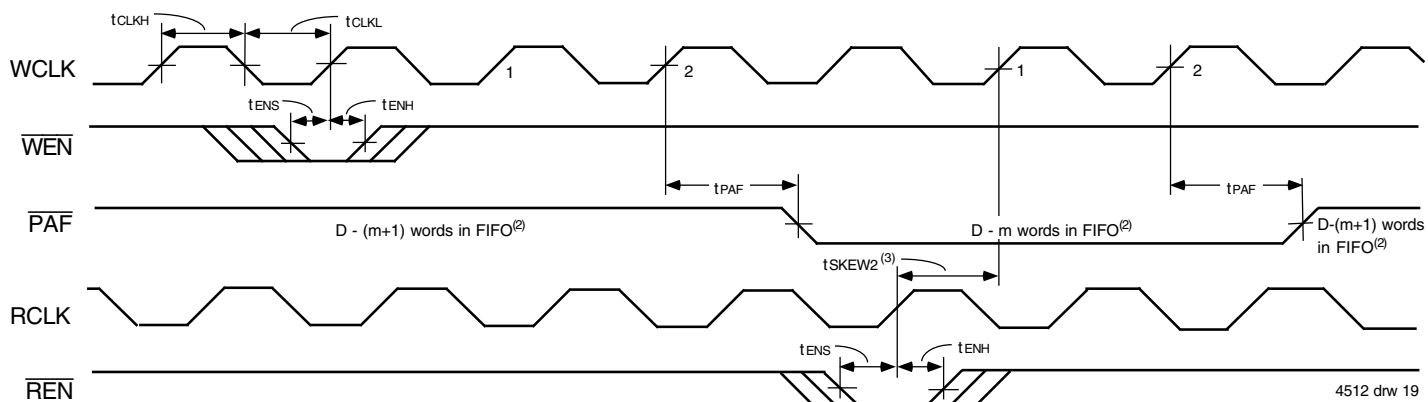 tCLKH tCLKL
WCLK 1 2 1 2
tENS tENH
WEN
tPAF tPAF
PAF D - (m+1) words in FIFO(2) D - m words in FIFO(2) D-(m+1) words
in FIFO(2)
tSKEW2(3)
RCLK
tENS tENH
REN
4512 drw 19